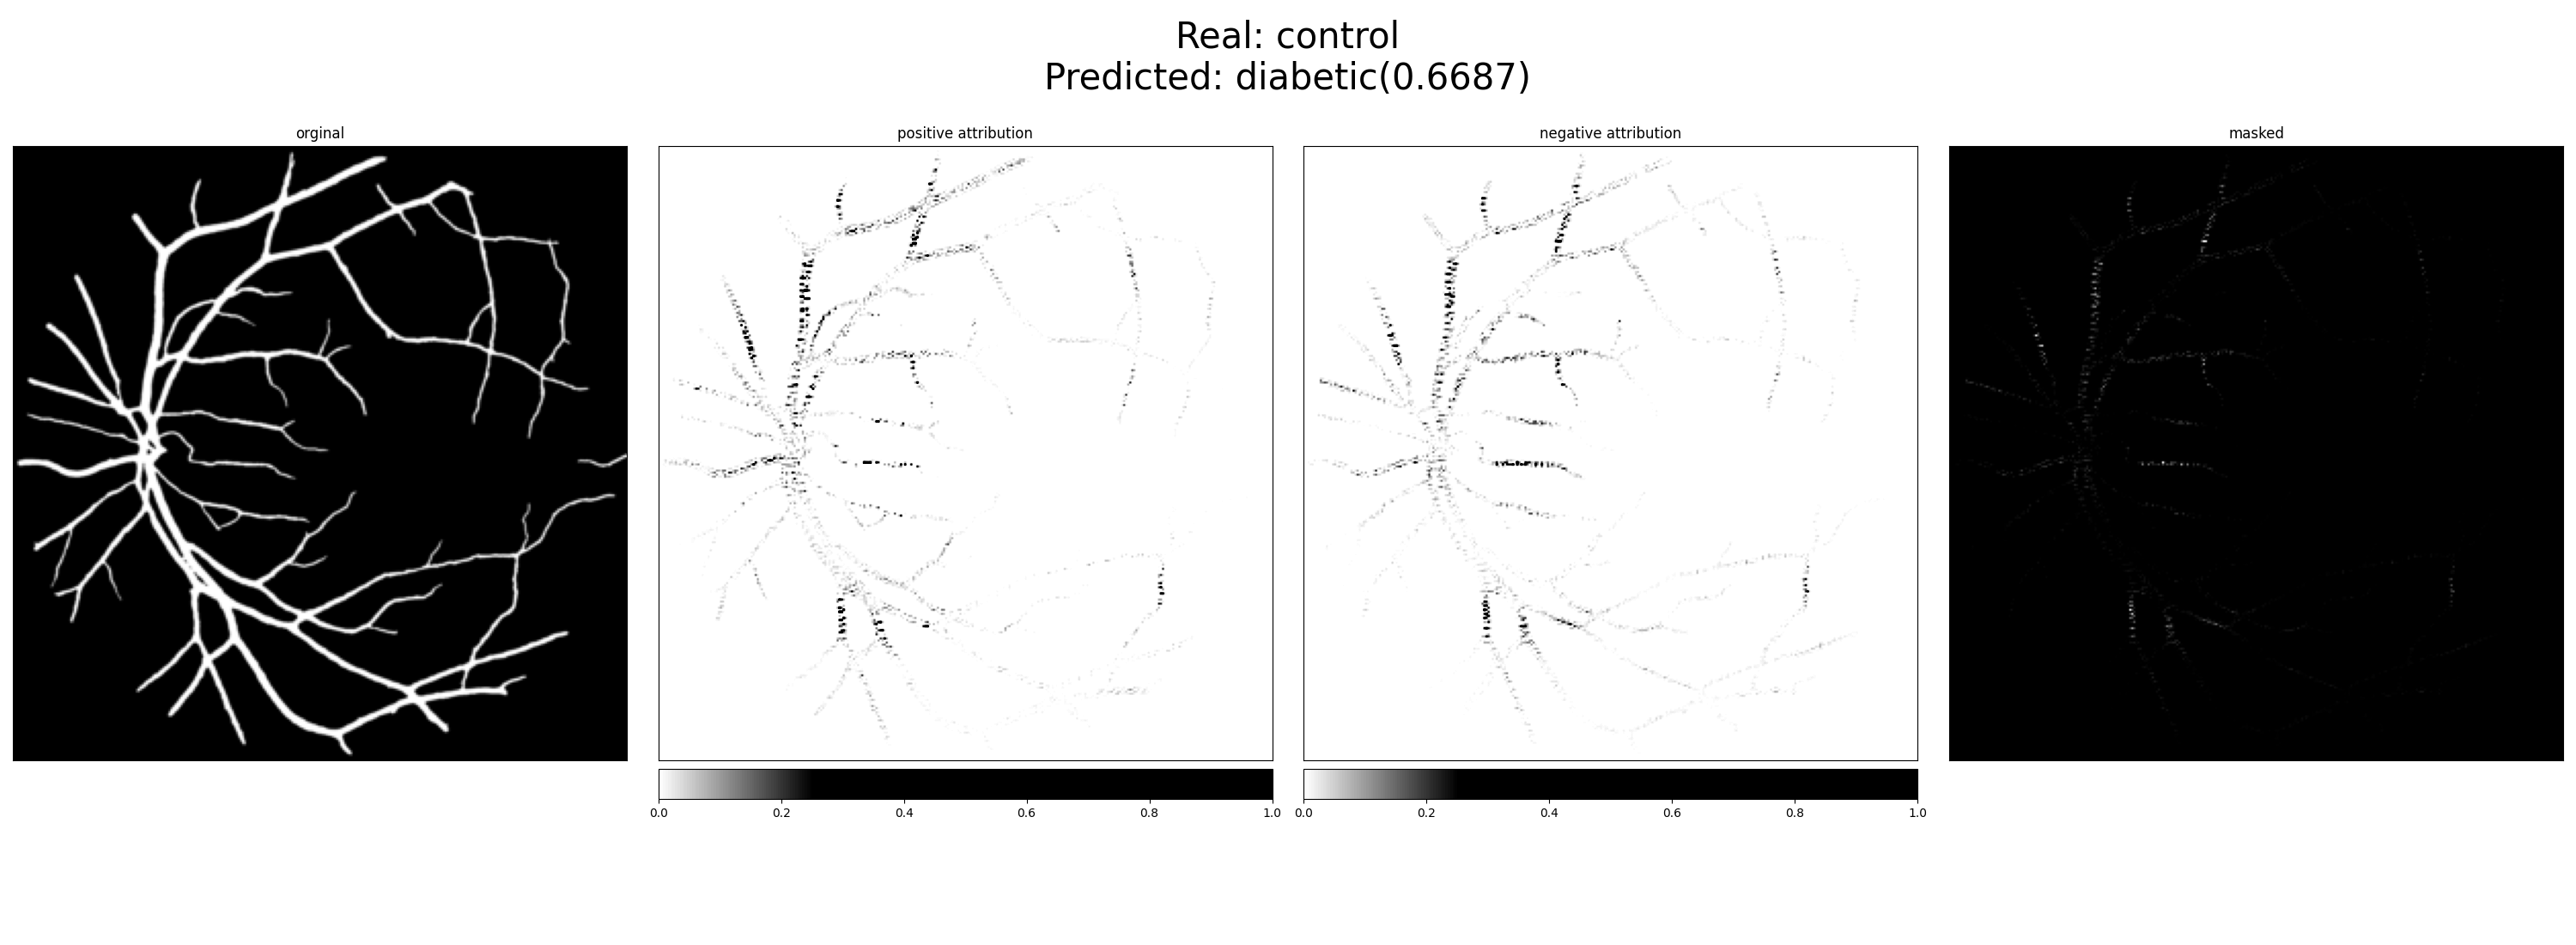 Real: control
Predicted: diabetic(0.6687)
orginal
positive attribution
negative attribution
masked
0.0 0.2 0.4 0.6 0.8 1.0
0.0 0.2 0.4 0.6 0.8 1.0